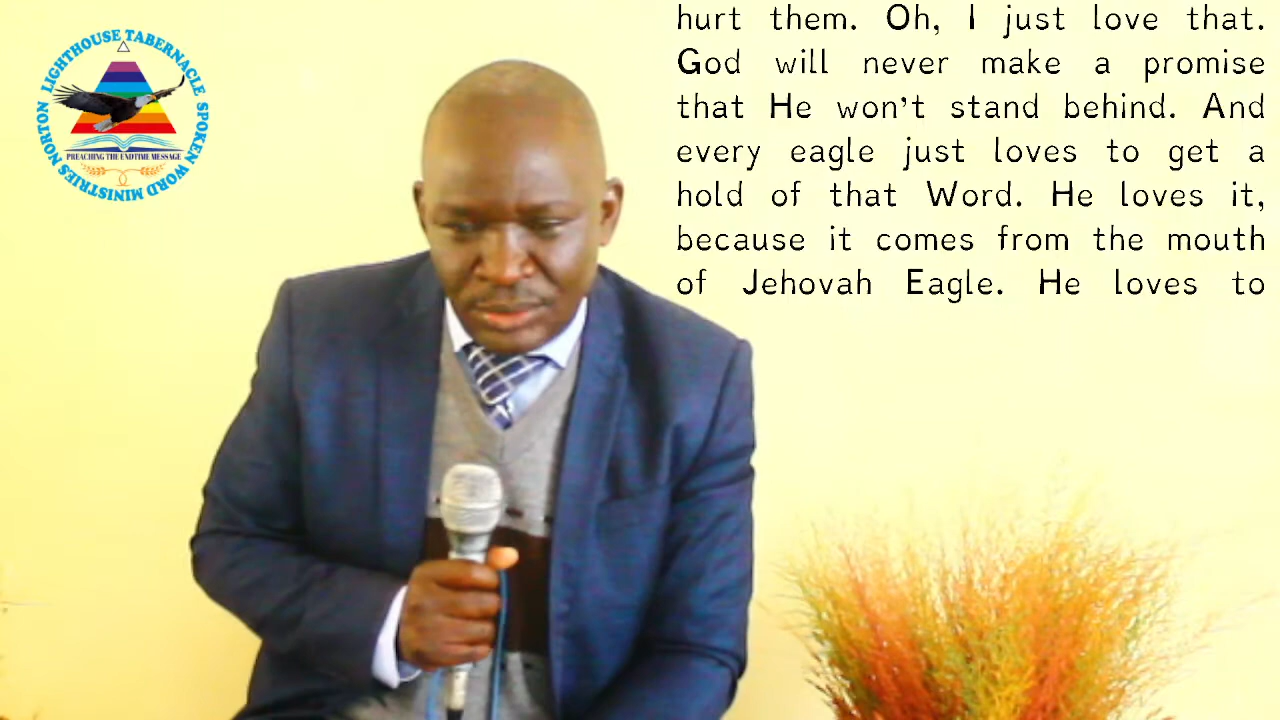 LIGHTHOUSE TABERNACLE SPOKEN WORD MINISTRIES NORTON
PREACHING THE ENDTIME MESSAGE
hurt them. Oh, I just love that.
God will never make a promise
that He won't stand behind. And
every eagle just loves to get a
hold of that Word. He loves it,
because it comes from the mouth
of Jehovah Eagle. He loves to